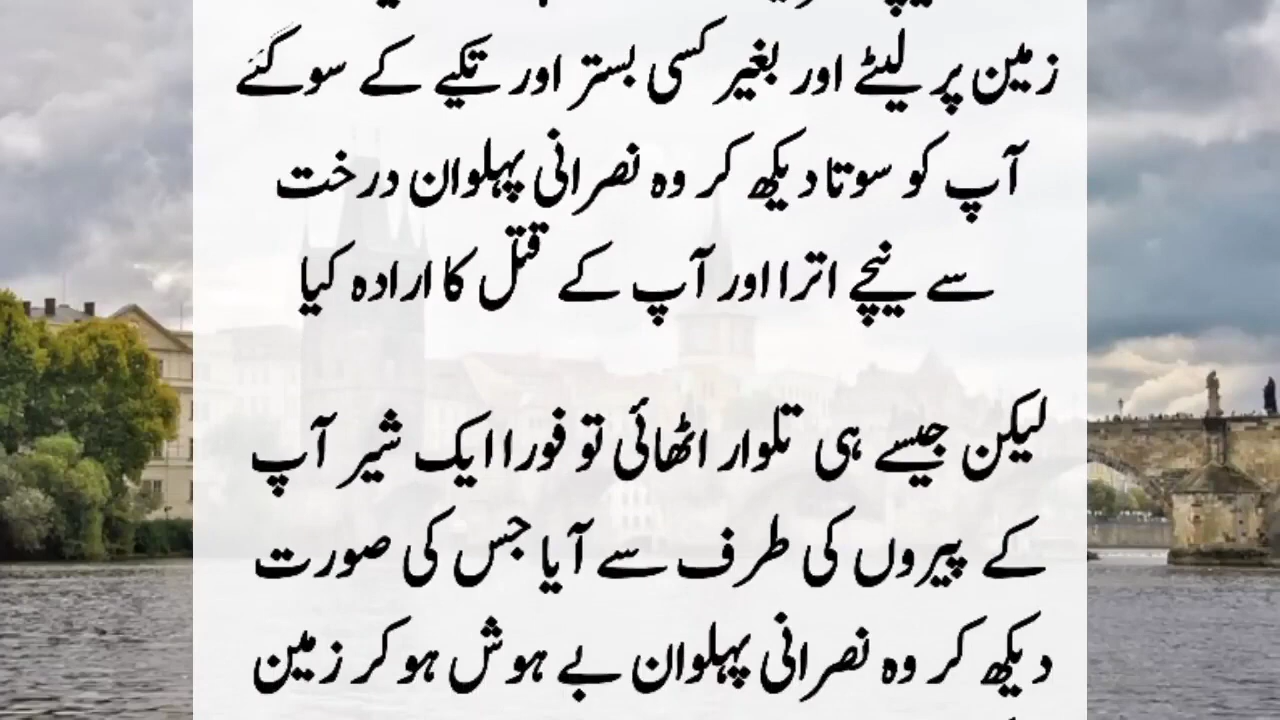 زمین پر لیٹے اور بغیر کسی بستر اور تکیے کے سو گئے
آپ کو سوتا دیکھ کر وہ نصرانی پہلوان درخت
سے نیچے اترا اور آپ کے قتل کا ارادہ کیا
لیکن جیسے ہی تلوار اٹھائی تو فورا ایک شیر آپ
کے پیروں کی طرف سے آیا جس کی صورت
دیکھ کر وہ نصرانی پہلوان بے ہوش ہو کر زمین